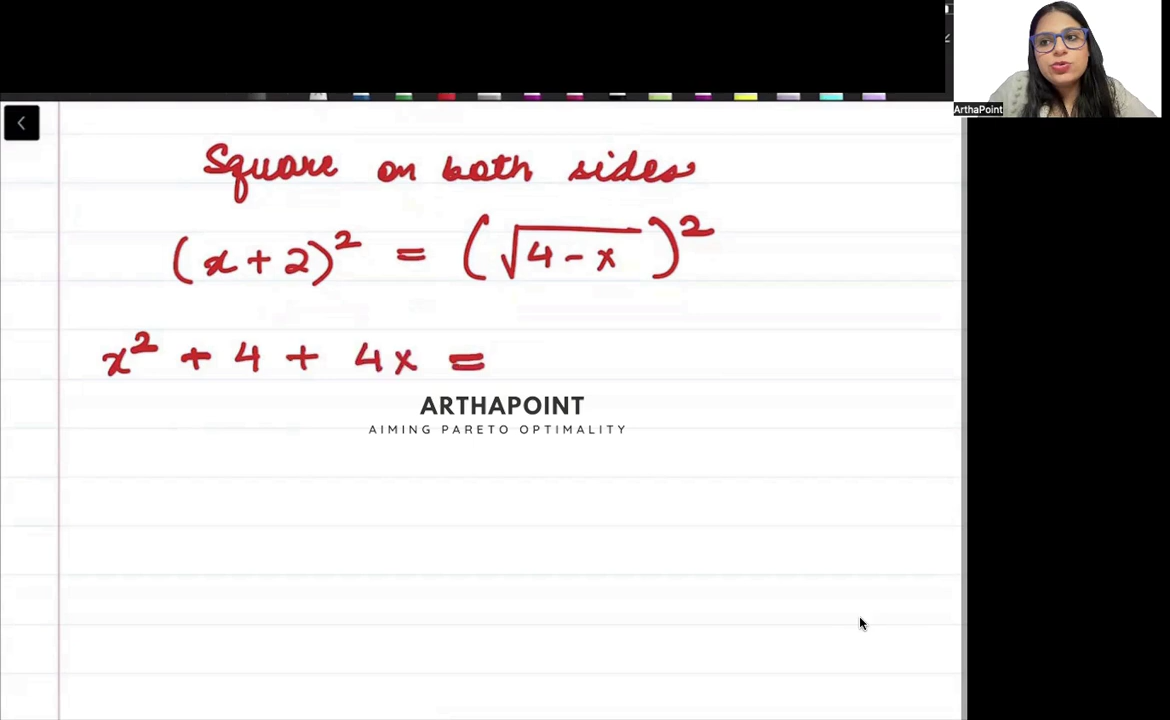 ArthaPoint
Square on both sides
(x + 2)² = (√4 - x)²
x² + 4 + 4x =
ARTHAPOINT
AIMING PARETO OPTIMALITY